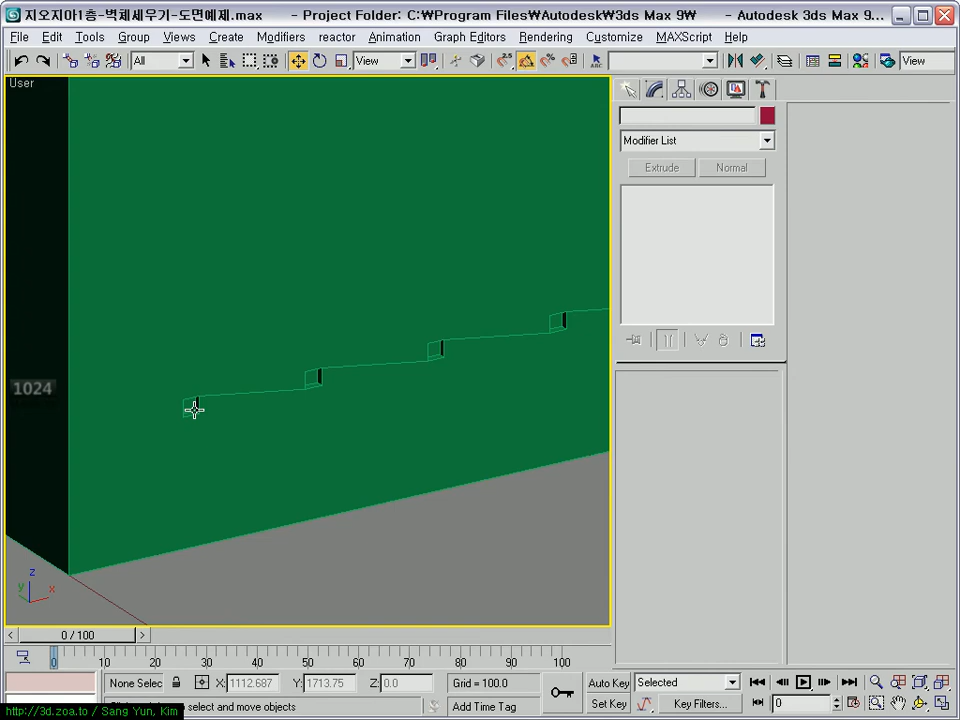 지오지아1층-벽체세우기-도면예제.max - Project Folder: C:₩Program Files₩Autodesk₩3ds Max 9₩ - Autodesk 3ds Max 9...
File Edit Tools Group Views Create Modifiers reactor Animation Graph Editors Rendering Customize MAXScript Help
All View View
User
Modifier List
Extrude Normal
1024
z
y x
< 0 / 100 >
0 10 20 30 40 50 60 70 80 90 100
None Selec X: 1112.687 Y: 1713.75 Z: 0.0 Grid = 100.0 Auto Key Selected
select and move objects Add Time Tag Set Key Key Filters... 0
http://3d.zoa.to / Sang Yun, Kim